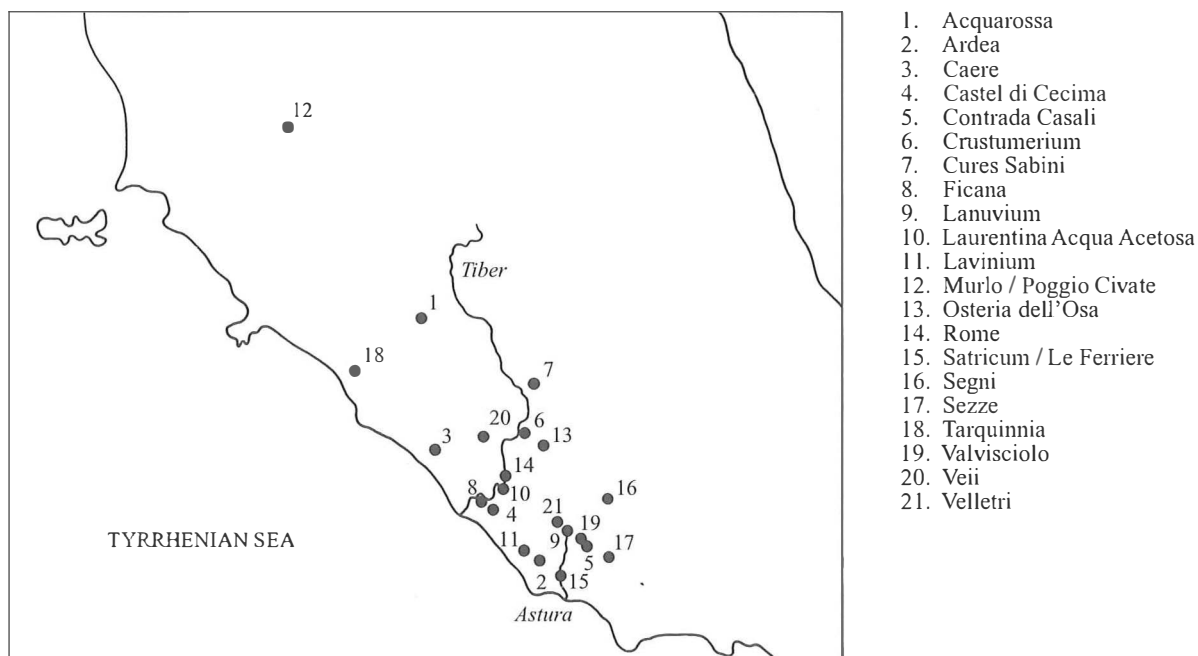 12
Tiber
1
18
7
20
6
3
13
14
8
10
16
4
21
19
TYRRHENIAN SEA
11
9
17
5
2
15
Astura
1. Acquarossa
2. Ardea
3. Caere
4. Castel di Cecima
5. Contrada Casali
6. Crustumerium
7. Cures Sabini
8. Ficana
9. Lanuvium
10. Laurentina Acqua Acetosa
11. Lavinium
12. Murlo / Poggio Civate
13. Osteria dell'Osa
14. Rome
15. Satricum / Le Ferriere
16. Segni
17. Sezze
18. Tarquinnia
19. Valvisciolo
20. Veii
21. Velletri